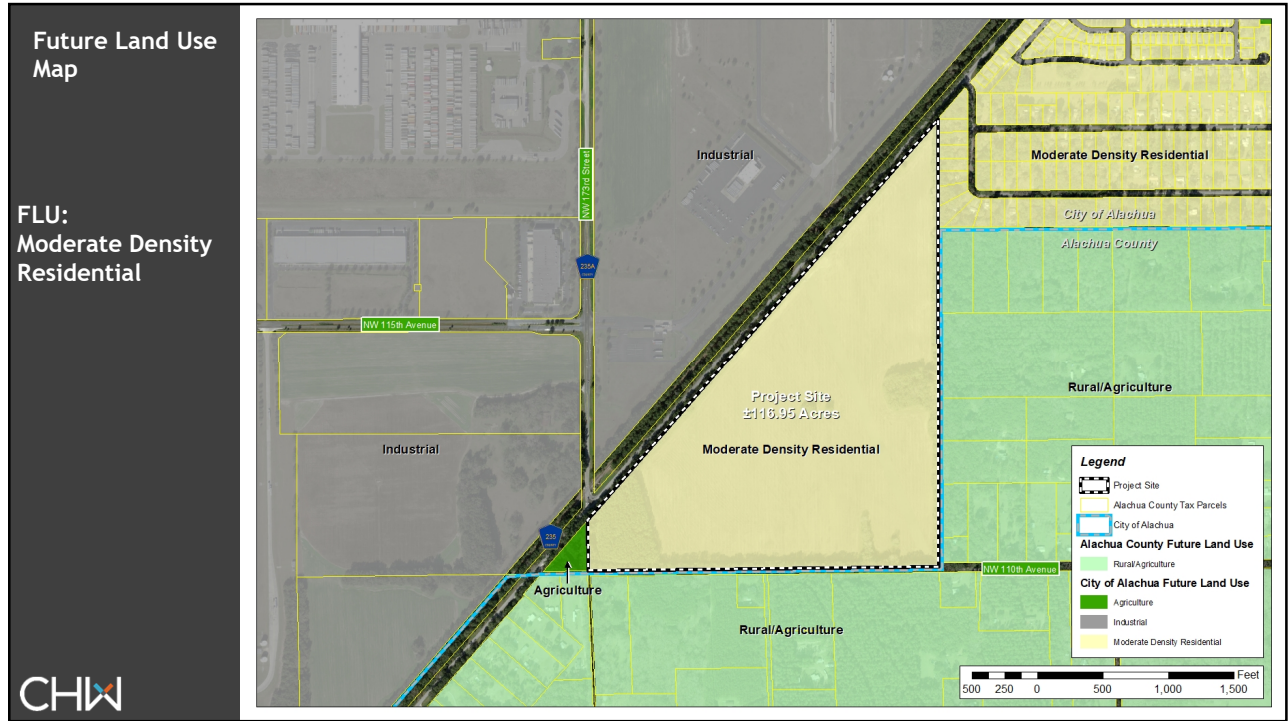 Future Land Use
Map
FLU:
Moderate Density
Residential
CHW
Industrial
NW 173rd Street
Moderate Density Residential
City of Alachua
Alachua County
235A
NW 115th Avenue
Rural/Agriculture
Project Site
±116.95 Acres
Moderate Density Residential
Industrial
235
Agriculture
NW 110th Avenue
Rural/Agriculture
Legend
Project Site
Alachua County Tax Parcels
City of Alachua
Alachua County Future Land Use
Rural/Agriculture
City of Alachua Future Land Use
Agriculture
Industrial
Moderate Density Residential
Feet
500 250 0 500 1,000 1,500